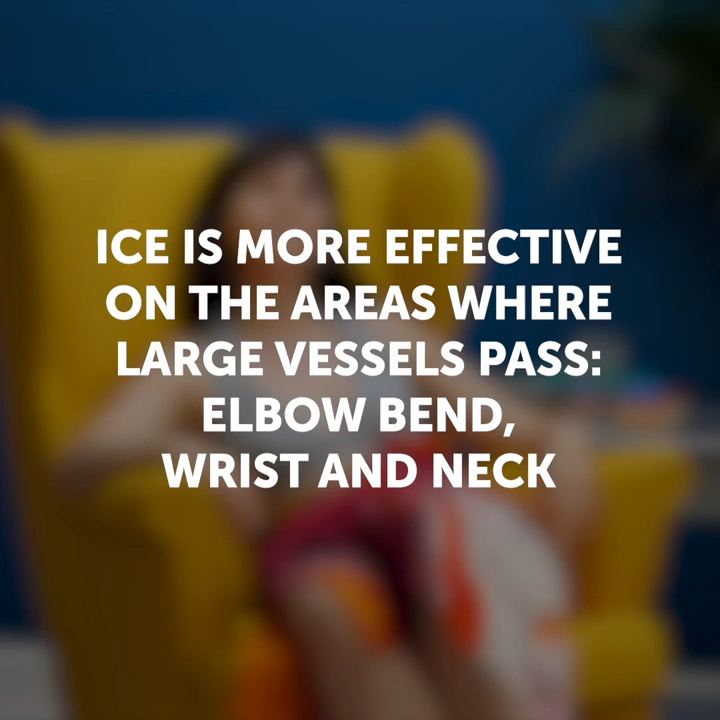 ICE IS MORE EFFECTIVE
ON THE AREAS WHERE
LARGE VESSELS PASS:
ELBOW BEND,
WRIST AND NECK